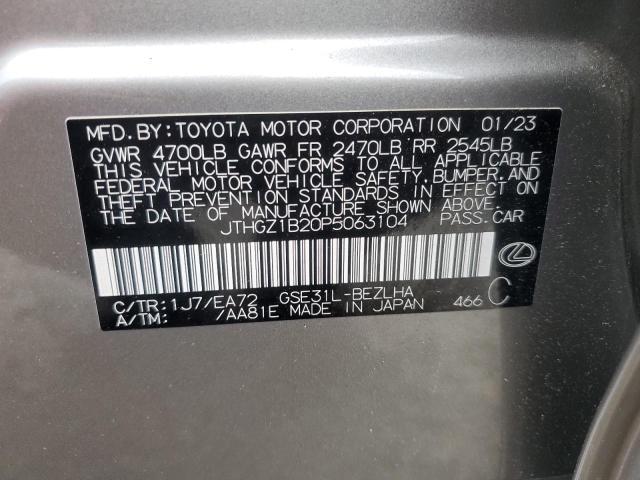 MFD. BY: TOYOTA MOTOR CORPORATION 01/23
GVWR 4700LB GAWR FR 2470LB RR 2545LB
THIS VEHICLE CONFORMS TO ALL APPLICABLE
FEDERAL MOTOR VEHICLE SAFETY, BUMPER, AND
THEFT PREVENTION STANDARDS IN EFFECT ON
THE DATE OF MANUFACTURE SHOWN ABOVE.
JTHGZ1B20P5063104 PASS. CAR
C/TR: 1J7/EA72 GSE31L-BEZLHA 466 C
A/TM: /AA81E MADE IN JAPAN